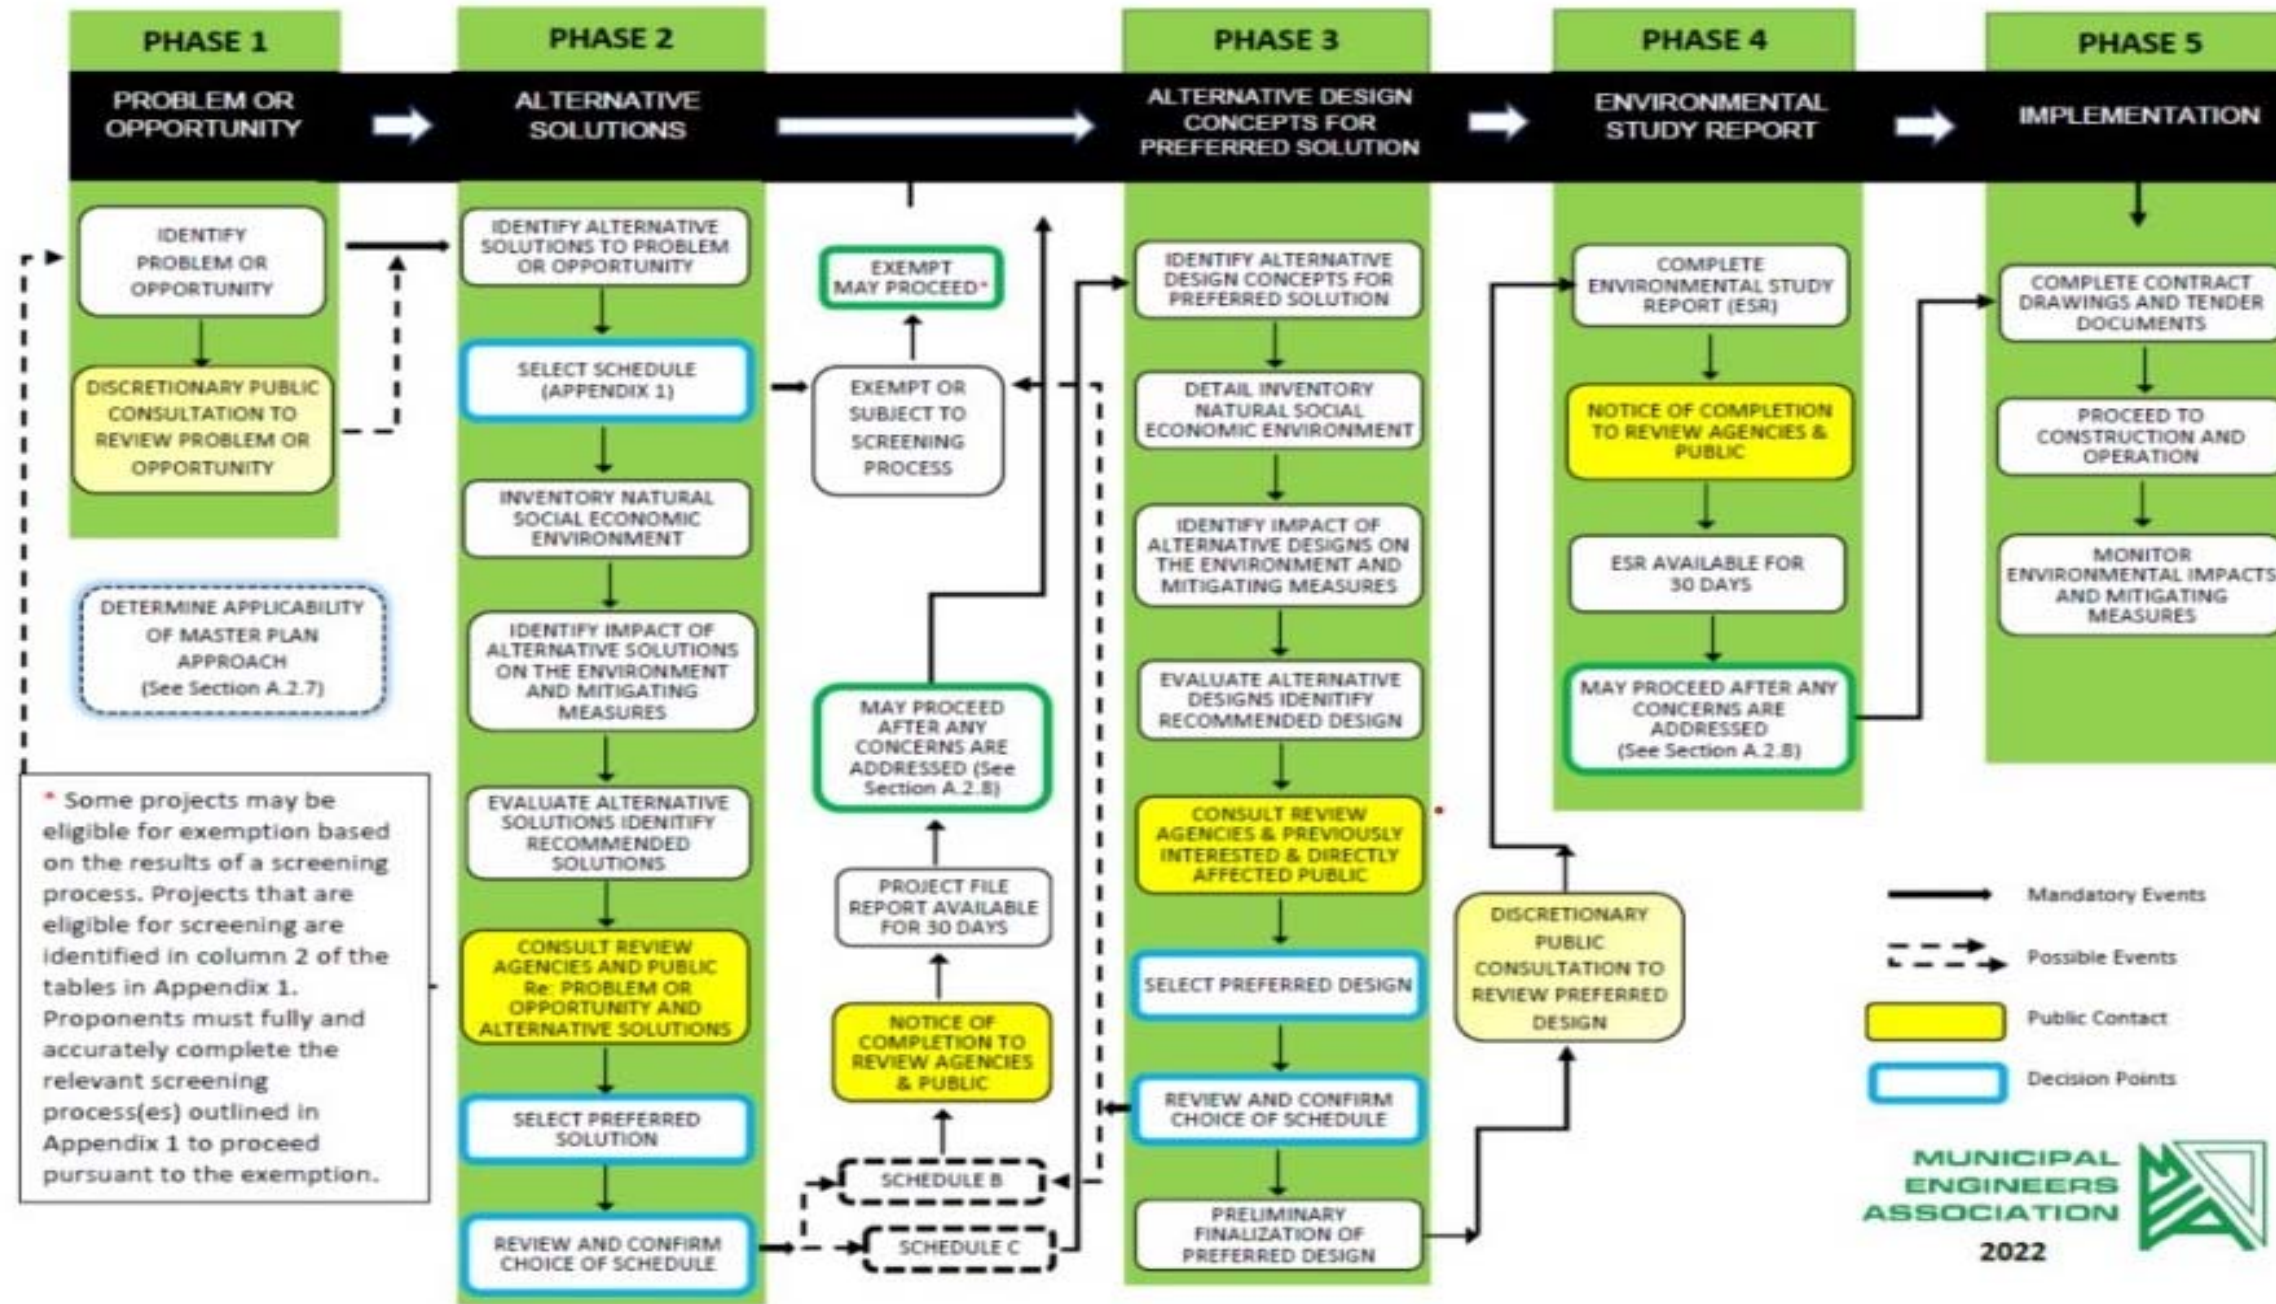 PHASE 1
PROBLEM OR
OPPORTUNITY
IDENTIFY
PROBLEM OR
OPPORTUNITY
DISCRETIONARY PUBLIC
CONSULTATION TO
REVIEW PROBLEM OR
OPPORTUNITY
DETERMINE APPLICABILITY
OF MASTER PLAN
APPROACH
(See Section A.2.7)
* Some projects may be
eligible for exemption based
on the results of a screening
process. Projects that are
eligible for screening are
identified in column 2 of the
tables in Appendix 1.
Proponents must fully and
accurately complete the
relevant screening
process(es) outlined in
Appendix 1 to proceed
pursuant to the exemption.
PHASE 2
ALTERNATIVE
SOLUTIONS
IDENTIFY ALTERNATIVE
SOLUTIONS TO PROBLEM
OR OPPORTUNITY
SELECT SCHEDULE
(APPENDIX 1)
INVENTORY NATURAL
SOCIAL ECONOMIC
ENVIRONMENT
IDENTIFY IMPACT OF
ALTERNATIVE SOLUTIONS
ON THE ENVIRONMENT
AND MITIGATING
MEASURES
EVALUATE ALTERNATIVE
SOLUTIONS IDENITIFY
RECOMMENDED
SOLUTIONS
CONSULT REVIEW
AGENCIES AND PUBLIC
Re: PROBLEM OR
OPPORTUNITY AND
ALTERNATIVE SOLUTIONS
SELECT PREFERRED
SOLUTION
REVIEW AND CONFIRM
CHOICE OF SCHEDULE
EXEMPT
MAY PROCEED*
EXEMPT OR
SUBJECT TO
SCREENING
PROCESS
MAY PROCEED
AFTER ANY
CONCERNS ARE
ADDRESSED (See
Section A.2.8)
PROJECT FILE
REPORT AVAILABLE
FOR 30 DAYS
NOTICE OF
COMPLETION TO
REVIEW AGENCIES
& PUBLIC
SCHEDULE B
SCHEDULE C
PHASE 3
ALTERNATIVE DESIGN
CONCEPTS FOR
PREFERRED SOLUTION
IDENTIFY ALTERNATIVE
DESIGN CONCEPTS FOR
PREFERRED SOLUTION
DETAIL INVENTORY
NATURAL SOCIAL
ECONOMIC ENVIRONMENT
IDENTIFY IMPACT OF
ALTERNATIVE DESIGNS ON
THE ENVIRONMENT AND
MITIGATING MEASURES
EVALUATE ALTERNATIVE
DESIGNS IDENITIFY
RECOMMENDED DESIGN
CONSULT REVIEW
AGENCIES & PREVIOUSLY
INTERESTED & DIRECTLY
AFFECTED PUBLIC
SELECT PREFERRED DESIGN
REVIEW AND CONFIRM
CHOICE OF SCHEDULE
PRELIMINARY
FINALIZATION OF
PREFERRED DESIGN
DISCRETIONARY
PUBLIC
CONSULTATION TO
REVIEW PREFERRED
DESIGN
PHASE 4
ENVIRONMENTAL
STUDY REPORT
COMPLETE
ENVIRONMENTAL STUDY
REPORT (ESR)
NOTICE OF COMPLETION
TO REVIEW AGENCIES &
PUBLIC
ESR AVAILABLE FOR
30 DAYS
MAY PROCEED AFTER ANY
CONCERNS ARE
ADDRESSED
(See Section A.2.8)
PHASE 5
IMPLEMENTATION
COMPLETE CONTRACT
DRAWINGS AND TENDER
DOCUMENTS
PROCEED TO
CONSTRUCTION AND
OPERATION
MONITOR
ENVIRONMENTAL IMPACTS
AND MITIGATING
MEASURES
Mandatory Events
Possible Events
Public Contact
Decision Points
MUNICIPAL
ENGINEERS
ASSOCIATION
2022